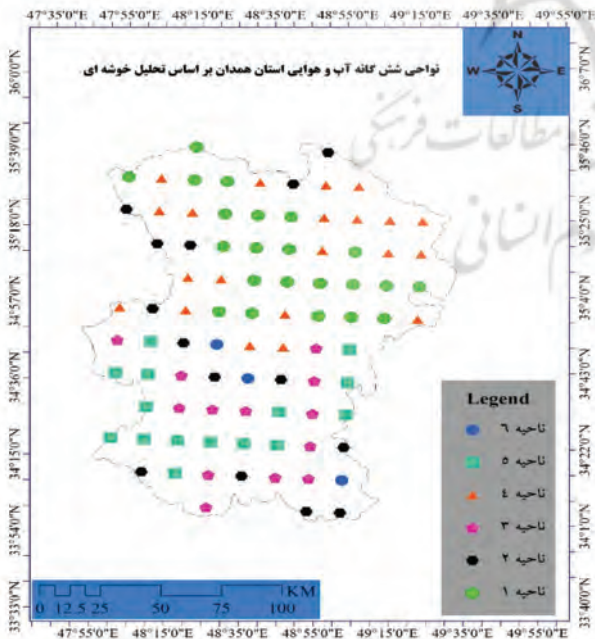 47°35'0"E 47°55'0"E 48°15'0"E 48°35'0"E 48°55'0"E 49°15'0"E 49°35'0"E 49°55'0"E
نواحی شش گانه آب و هوایی استان همدان بر اساس تحلیل خوشه ای
N
W E
S
مطالعات فرهنگی
م انسانی
36°0'0"N
35°39'0"N
35°18'0"N
34°57'0"N
34°36'0"N
34°15'0"N
33°54'0"N
33°33'0"N
36°7'0"N
35°46'0"N
35°25'0"N
35°4'0"N
34°43'0"N
34°22'0"N
34°1'0"N
33°40'0"N
Legend
ناحیه ۶
ناحیه ۵
ناحیه ۴
ناحیه ۳
ناحیه ۲
ناحیه ۱
KM
0 12.5 25 50 75 100
47°55'0"E 48°15'0"E 48°35'0"E 48°55'0"E 49°15'0"E 49°35'0"E